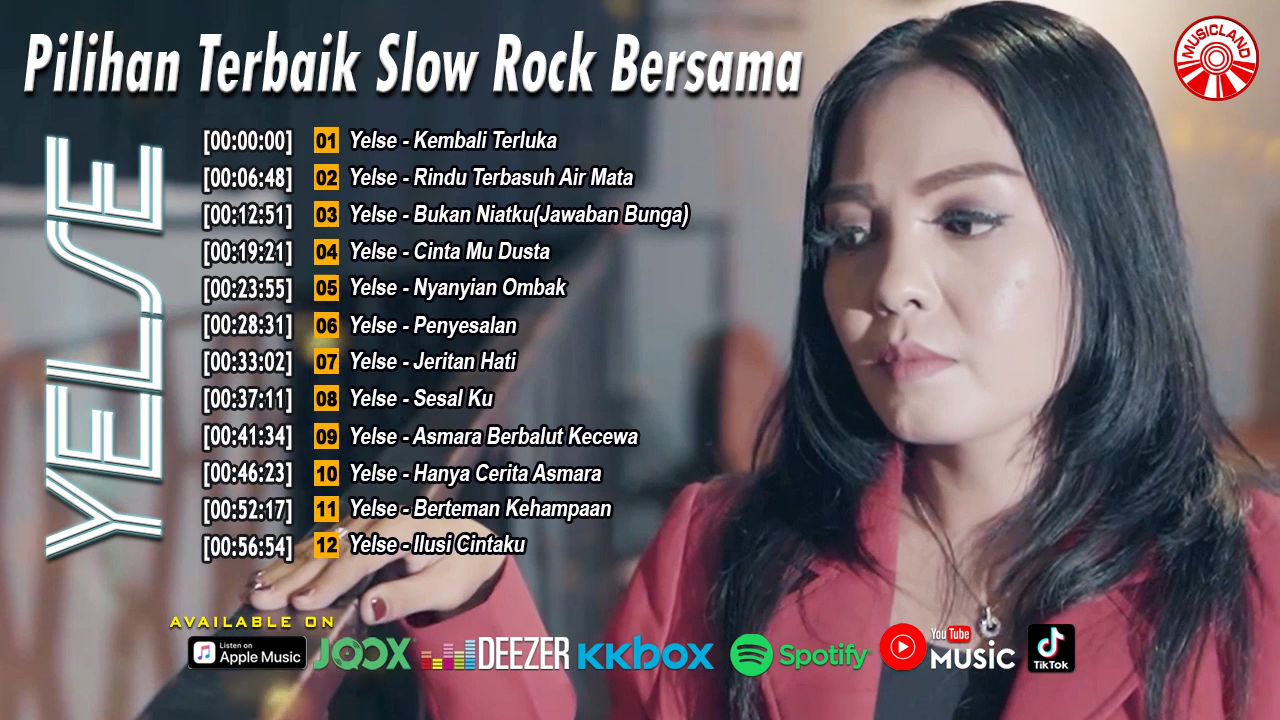 Pilihan Terbaik Slow Rock Bersama
MUSICLAND
YELSE
[00:00:00] 01 Yelse - Kembali Terluka
[00:06:48] 02 Yelse - Rindu Terbasuh Air Mata
[00:12:51] 03 Yelse - Bukan Niatku(Jawaban Bunga)
[00:19:21] 04 Yelse - Cinta Mu Dusta
[00:23:55] 05 Yelse - Nyanyian Ombak
[00:28:31] 06 Yelse - Penyesalan
[00:33:02] 07 Yelse - Jeritan Hati
[00:37:11] 08 Yelse - Sesal Ku
[00:41:34] 09 Yelse - Asmara Berbalut Kecewa
[00:46:23] 10 Yelse - Hanya Cerita Asmara
[00:52:17] 11 Yelse - Berteman Kehampaan
[00:56:54] 12 Yelse - Ilusi Cintaku
AVAILABLE ON
Listen on
Apple Music
JOOX
DEEZER
KKBOX
Spotify
YouTube
MUSIC
TikTok